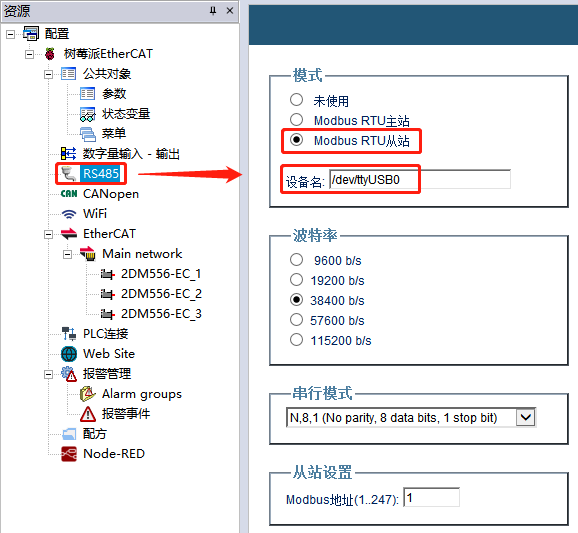 资源
配置
树莓派EtherCAT
公共对象
参数
状态变量
菜单
数字量输入 - 输出
RS485
CAN
CANopen
WiFi
EtherCAT
Main network
2DM556-EC_1
2DM556-EC_2
2DM556-EC_3
PLC连接
Web Site
报警管理
Alarm groups
报警事件
配方
Node-RED
模式
未使用
Modbus RTU主站
Modbus RTU从站
设备名: /dev/ttyUSB0
波特率
9600 b/s
19200 b/s
38400 b/s
57600 b/s
115200 b/s
串行模式
N,8,1 (No parity, 8 data bits, 1 stop bit)
从站设置
Modbus地址(1..247): 1